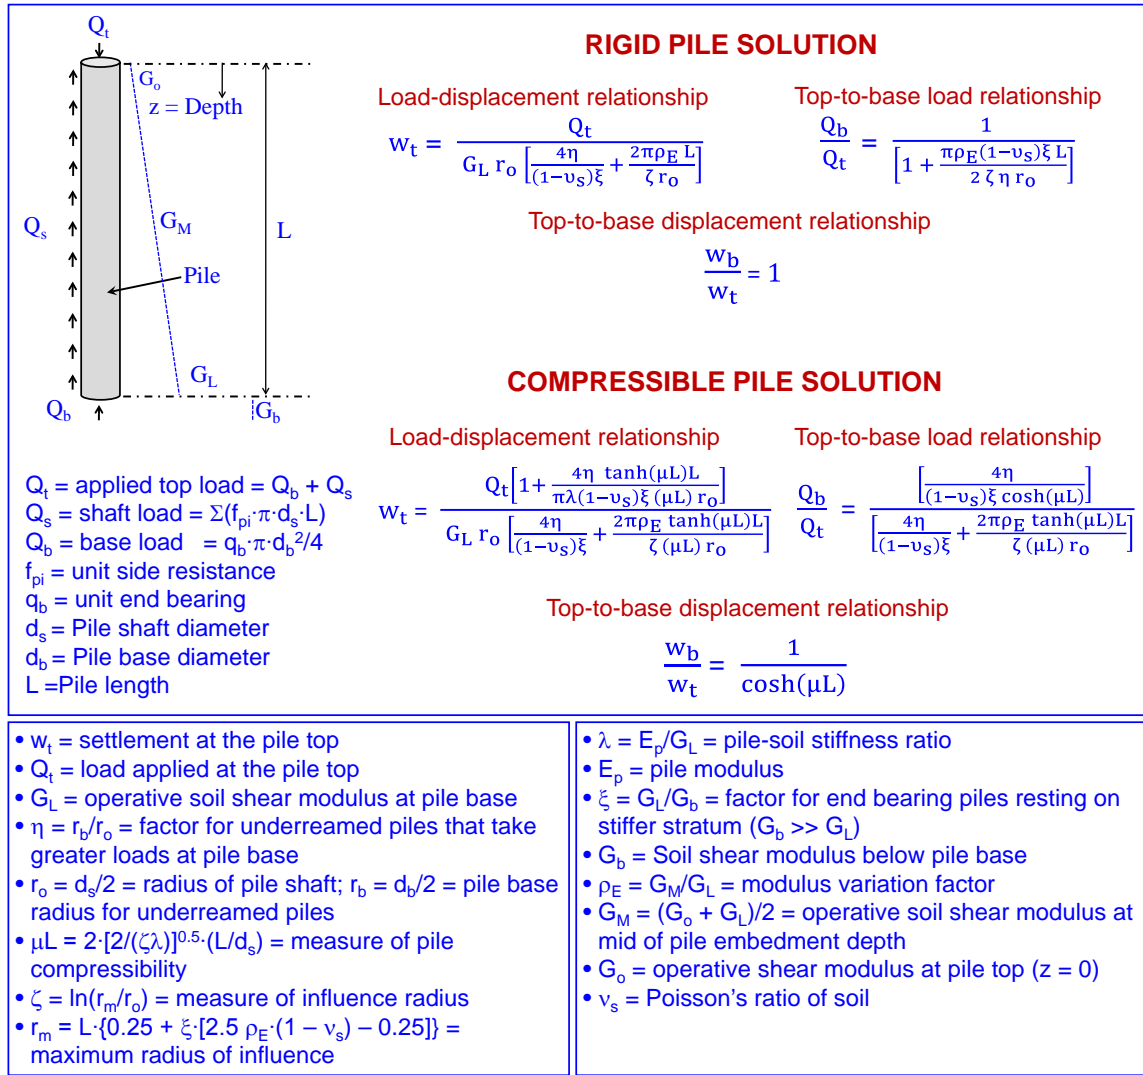 Qt
Go
z = Depth
Qs
GM
L
Pile
GL
Qb
Gb
RIGID PILE SOLUTION
Load-displacement relationship
wt = Qt / (GL ro [4η/((1−υs)ξ) + 2πρE L/(ζ ro)])
Top-to-base load relationship
Qb/Qt = 1 / [1 + πρE(1−υs)ξ L/(2 ζ η ro)]
Top-to-base displacement relationship
wb/wt = 1
COMPRESSIBLE PILE SOLUTION
Load-displacement relationship
wt = Qt[1 + 4η tanh(μL)L/(πλ(1−υs)ξ (μL) ro)] / (GL ro [4η/((1−υs)ξ) + 2πρE tanh(μL)L/(ζ (μL) ro)])
Top-to-base load relationship
Qb/Qt = [4η/((1−υs)ξ cosh(μL))] / [4η/((1−υs)ξ) + 2πρE tanh(μL)L/(ζ (μL) ro)]
Top-to-base displacement relationship
wb/wt = 1/cosh(μL)
Qt = applied top load = Qb + Qs
Qs = shaft load = Σ(fpi·π·ds·L)
Qb = base load = qb·π·db²/4
fpi = unit side resistance
qb = unit end bearing
ds = Pile shaft diameter
db = Pile base diameter
L =Pile length
• wt = settlement at the pile top
• Qt = load applied at the pile top
• GL = operative soil shear modulus at pile base
• η = rb/ro = factor for underreamed piles that take
greater loads at pile base
• ro = ds/2 = radius of pile shaft; rb = db/2 = pile base
radius for underreamed piles
• μL = 2·[2/(ζλ)]^0.5·(L/ds) = measure of pile
compressibility
• ζ = ln(rm/ro) = measure of influence radius
• rm = L·{0.25 + ξ·[2.5 ρE·(1 – νs) – 0.25]} =
maximum radius of influence
• λ = Ep/GL = pile-soil stiffness ratio
• Ep = pile modulus
• ξ = GL/Gb = factor for end bearing piles resting on
stiffer stratum (Gb >> GL)
• Gb = Soil shear modulus below pile base
• ρE = GM/GL = modulus variation factor
• GM = (Go + GL)/2 = operative soil shear modulus at
mid of pile embedment depth
• Go = operative shear modulus at pile top (z = 0)
• νs = Poisson's ratio of soil